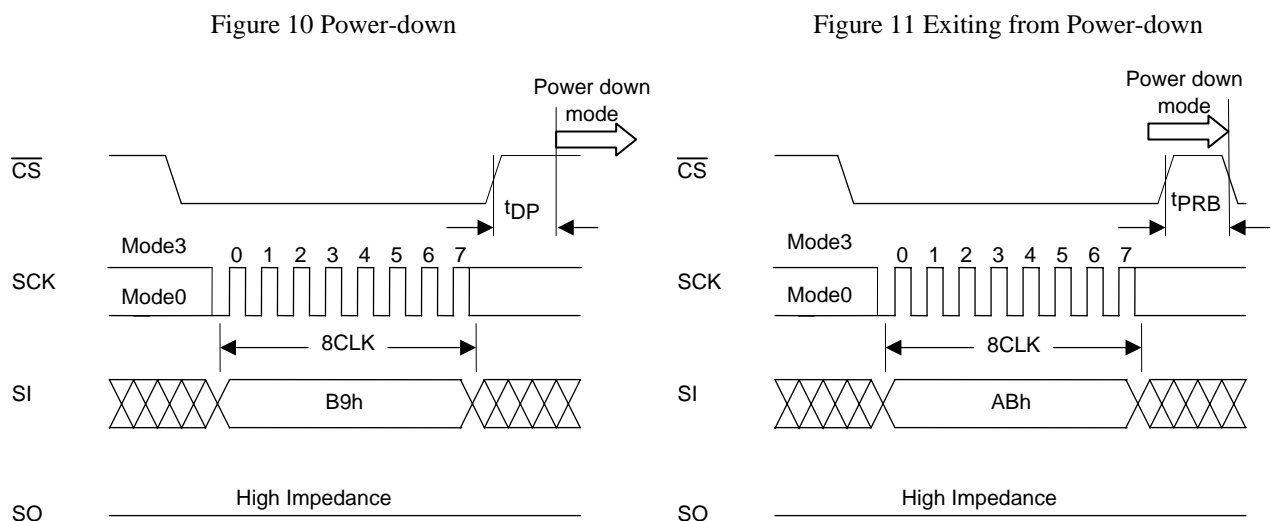 Figure 10 Power-down
Power down
mode
CS
tDP
Mode3
0 1 2 3 4 5 6 7
SCK
Mode0
8CLK
SI
B9h
High Impedance
SO
Figure 11 Exiting from Power-down
Power down
mode
CS
tPRB
Mode3
0 1 2 3 4 5 6 7
SCK
Mode0
8CLK
SI
ABh
High Impedance
SO